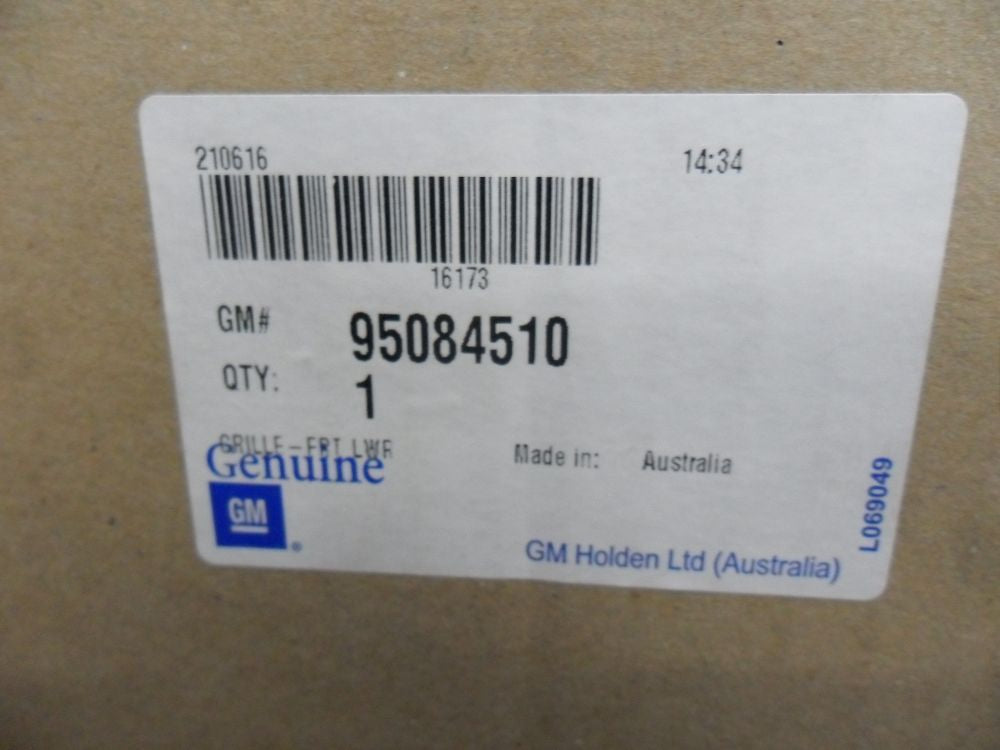 210616 14:34
16173
GM# 95084510
QTY: 1
GRILLE-FRT LWR Made in: Australia
Genuine
GM ®
GM Holden Ltd (Australia)
L069049